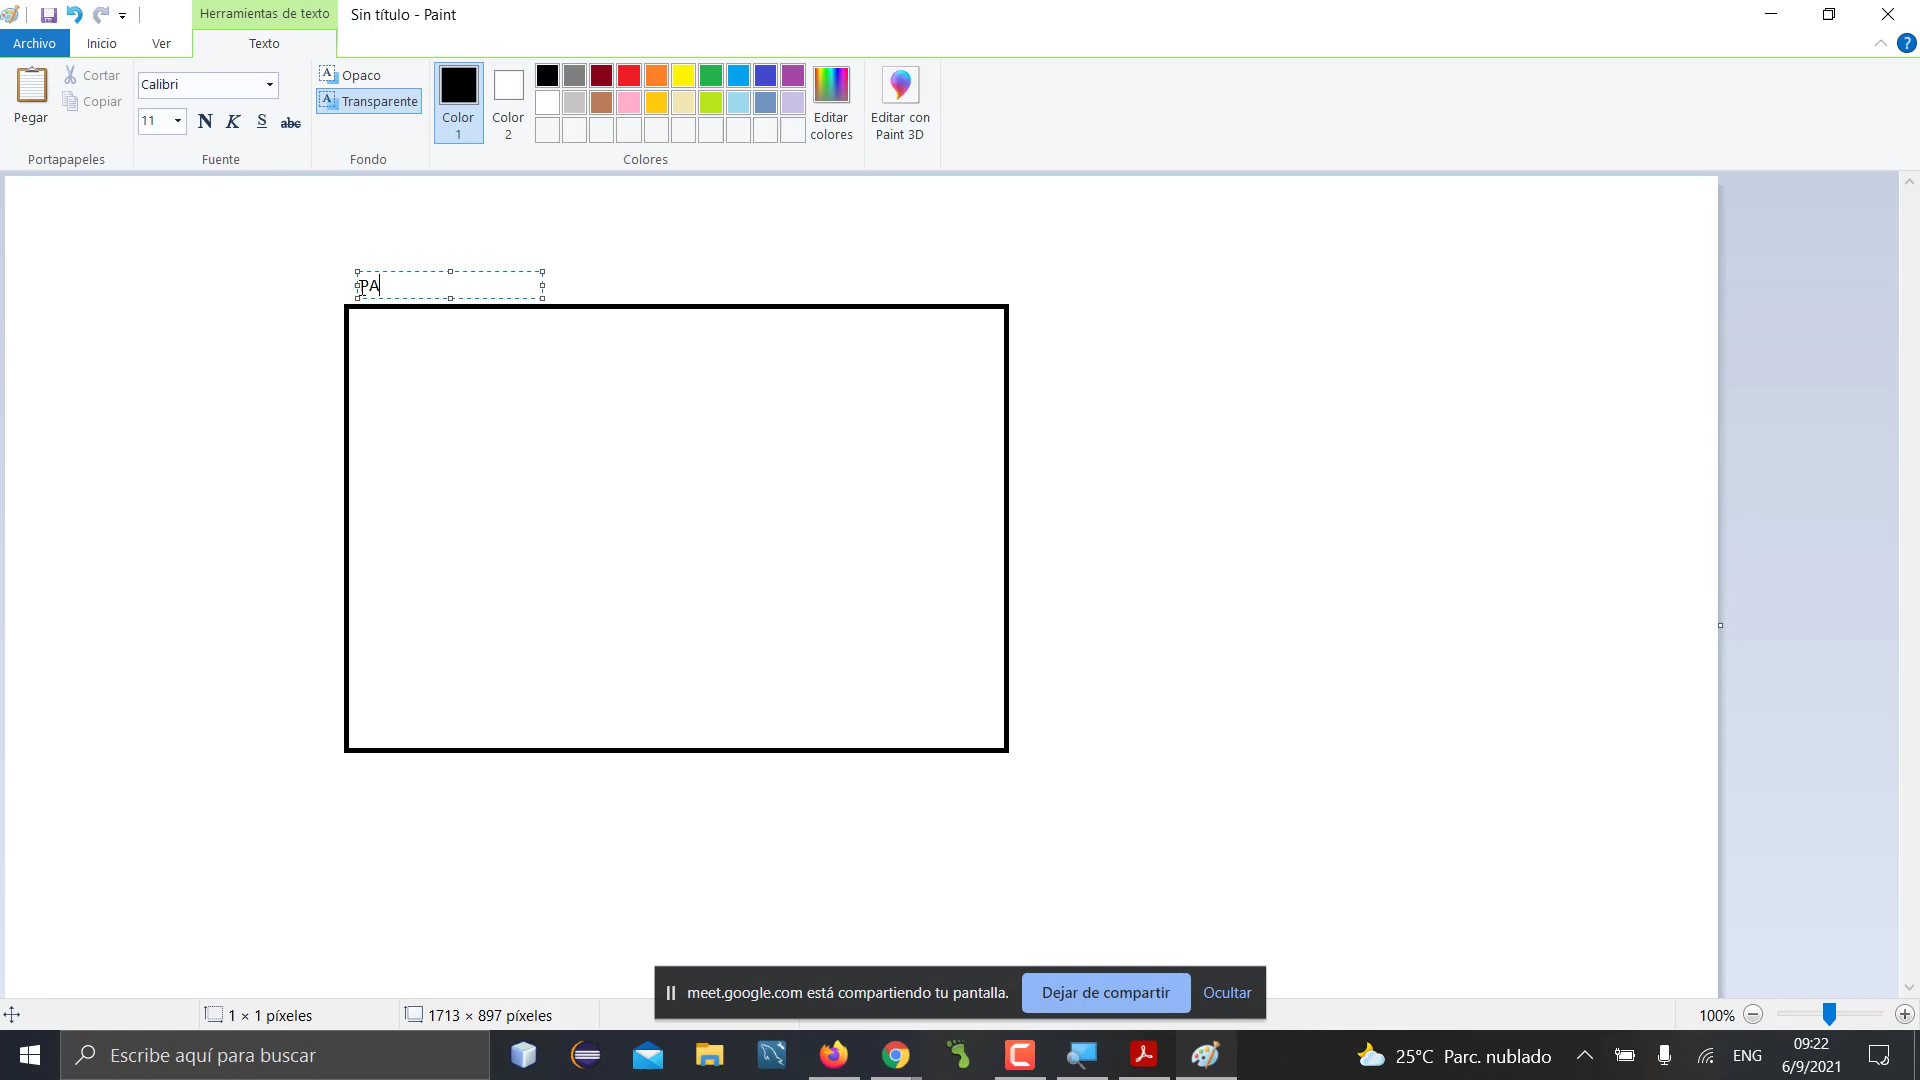 Herramientas de texto
Sin título - Paint
Archivo
Inicio
Ver
Texto
Pegar
Cortar
Copiar
Portapapeles
Calibri
11
N K S abc
Fuente
Opaco
Transparente
Fondo
Color
1
Color
2
Colores
Editar
colores
Editar con
Paint 3D
PA
meet.google.com está compartiendo tu pantalla.
Dejar de compartir
Ocultar
1 × 1 píxeles
1713 × 897 píxeles
100%
Escribe aquí para buscar
25°C Parc. nublado
ENG
09:22
6/9/2021